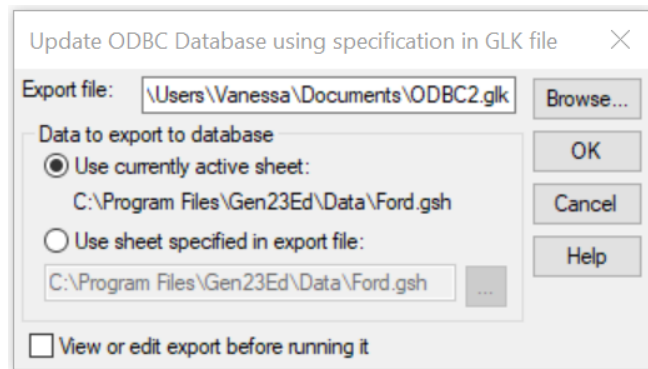 Update ODBC Database using specification in GLK file
Export file: \Users\Vanessa\Documents\ODBC2.glk Browse...
Data to export to database
Use currently active sheet: OK
C:\Program Files\Gen23Ed\Data\Ford.gsh Cancel
Use sheet specified in export file: Help
C:\Program Files\Gen23Ed\Data\Ford.gsh ...
View or edit export before running it